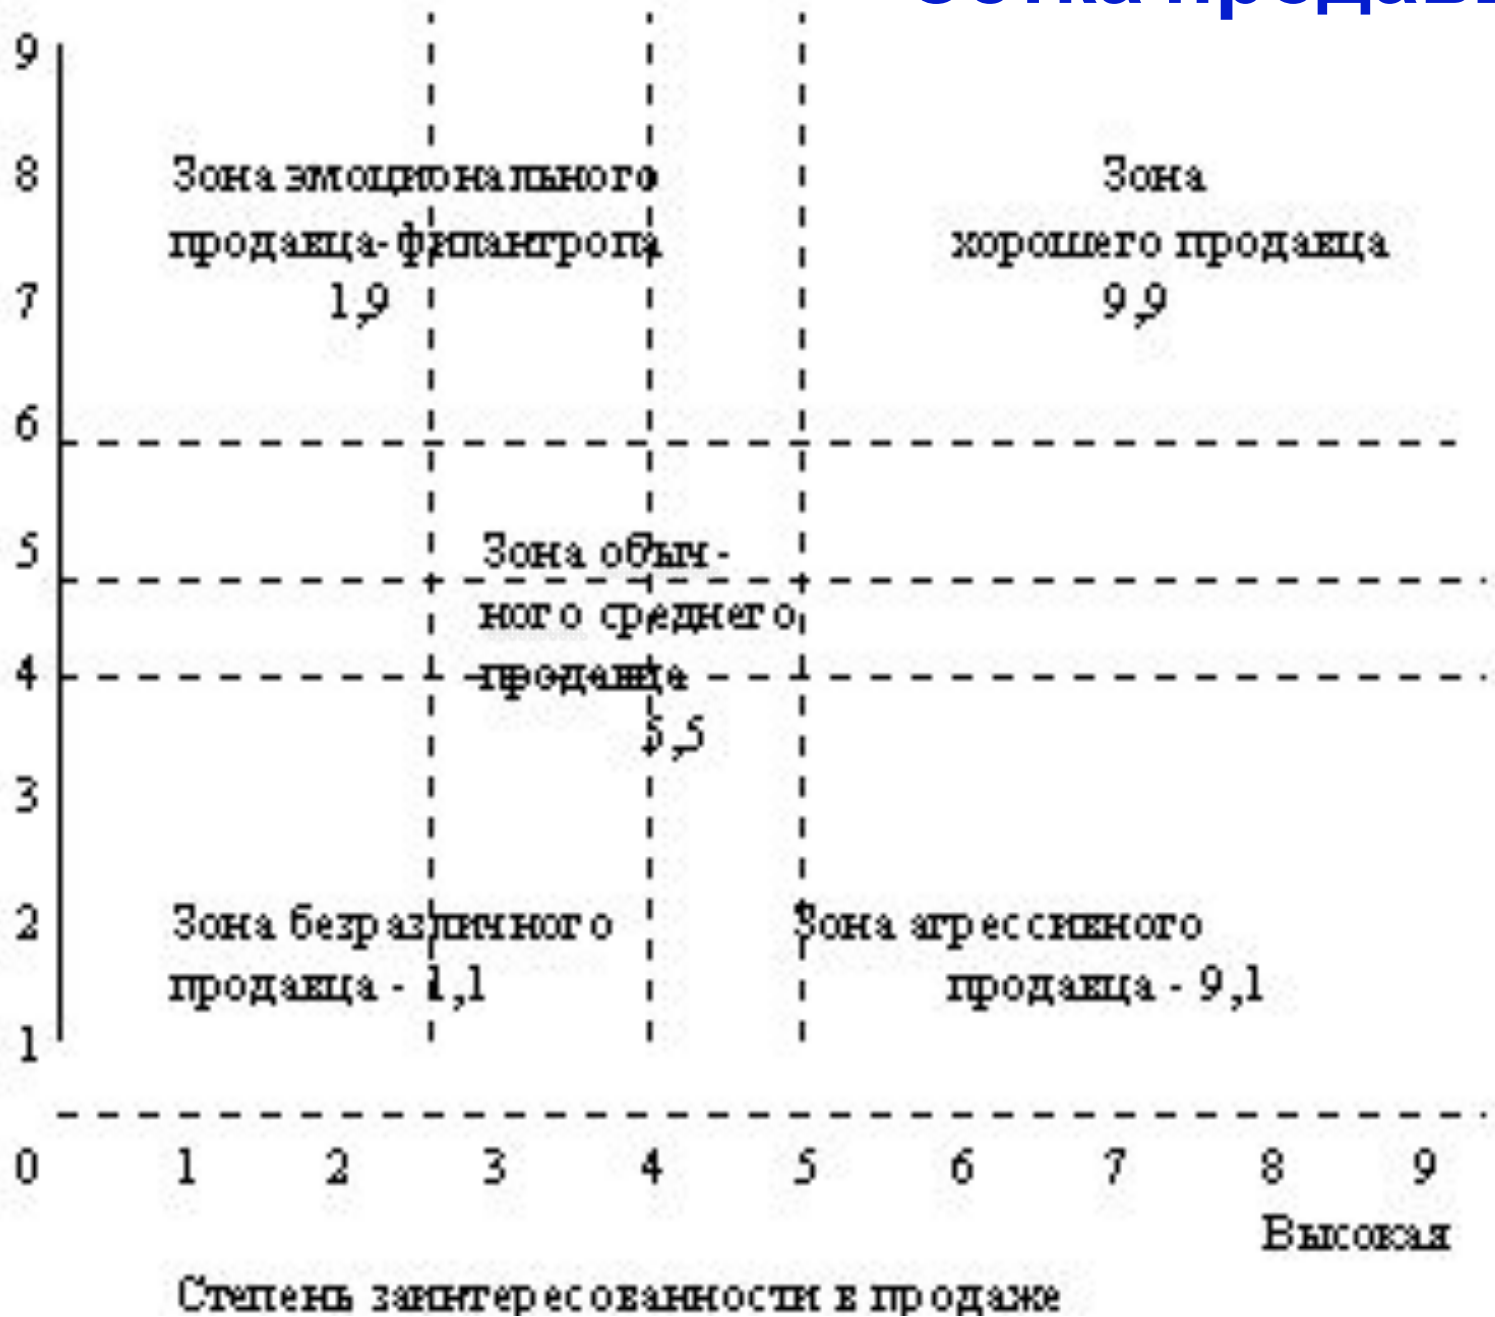 9
8
Зона эмоционального
Зона
продавца-филантропа
хорошего продавца
7
1,9
9,9
6
5
Зона обыч-
ного среднего
4
продавца
5,5
3
2
Зона безразличного
Зона агрессивного
продавца - 1,1
продавца - 9,1
1
0 1 2 3 4 5 6 7 8 9
Высокая
Степень заинтересованности в продаже